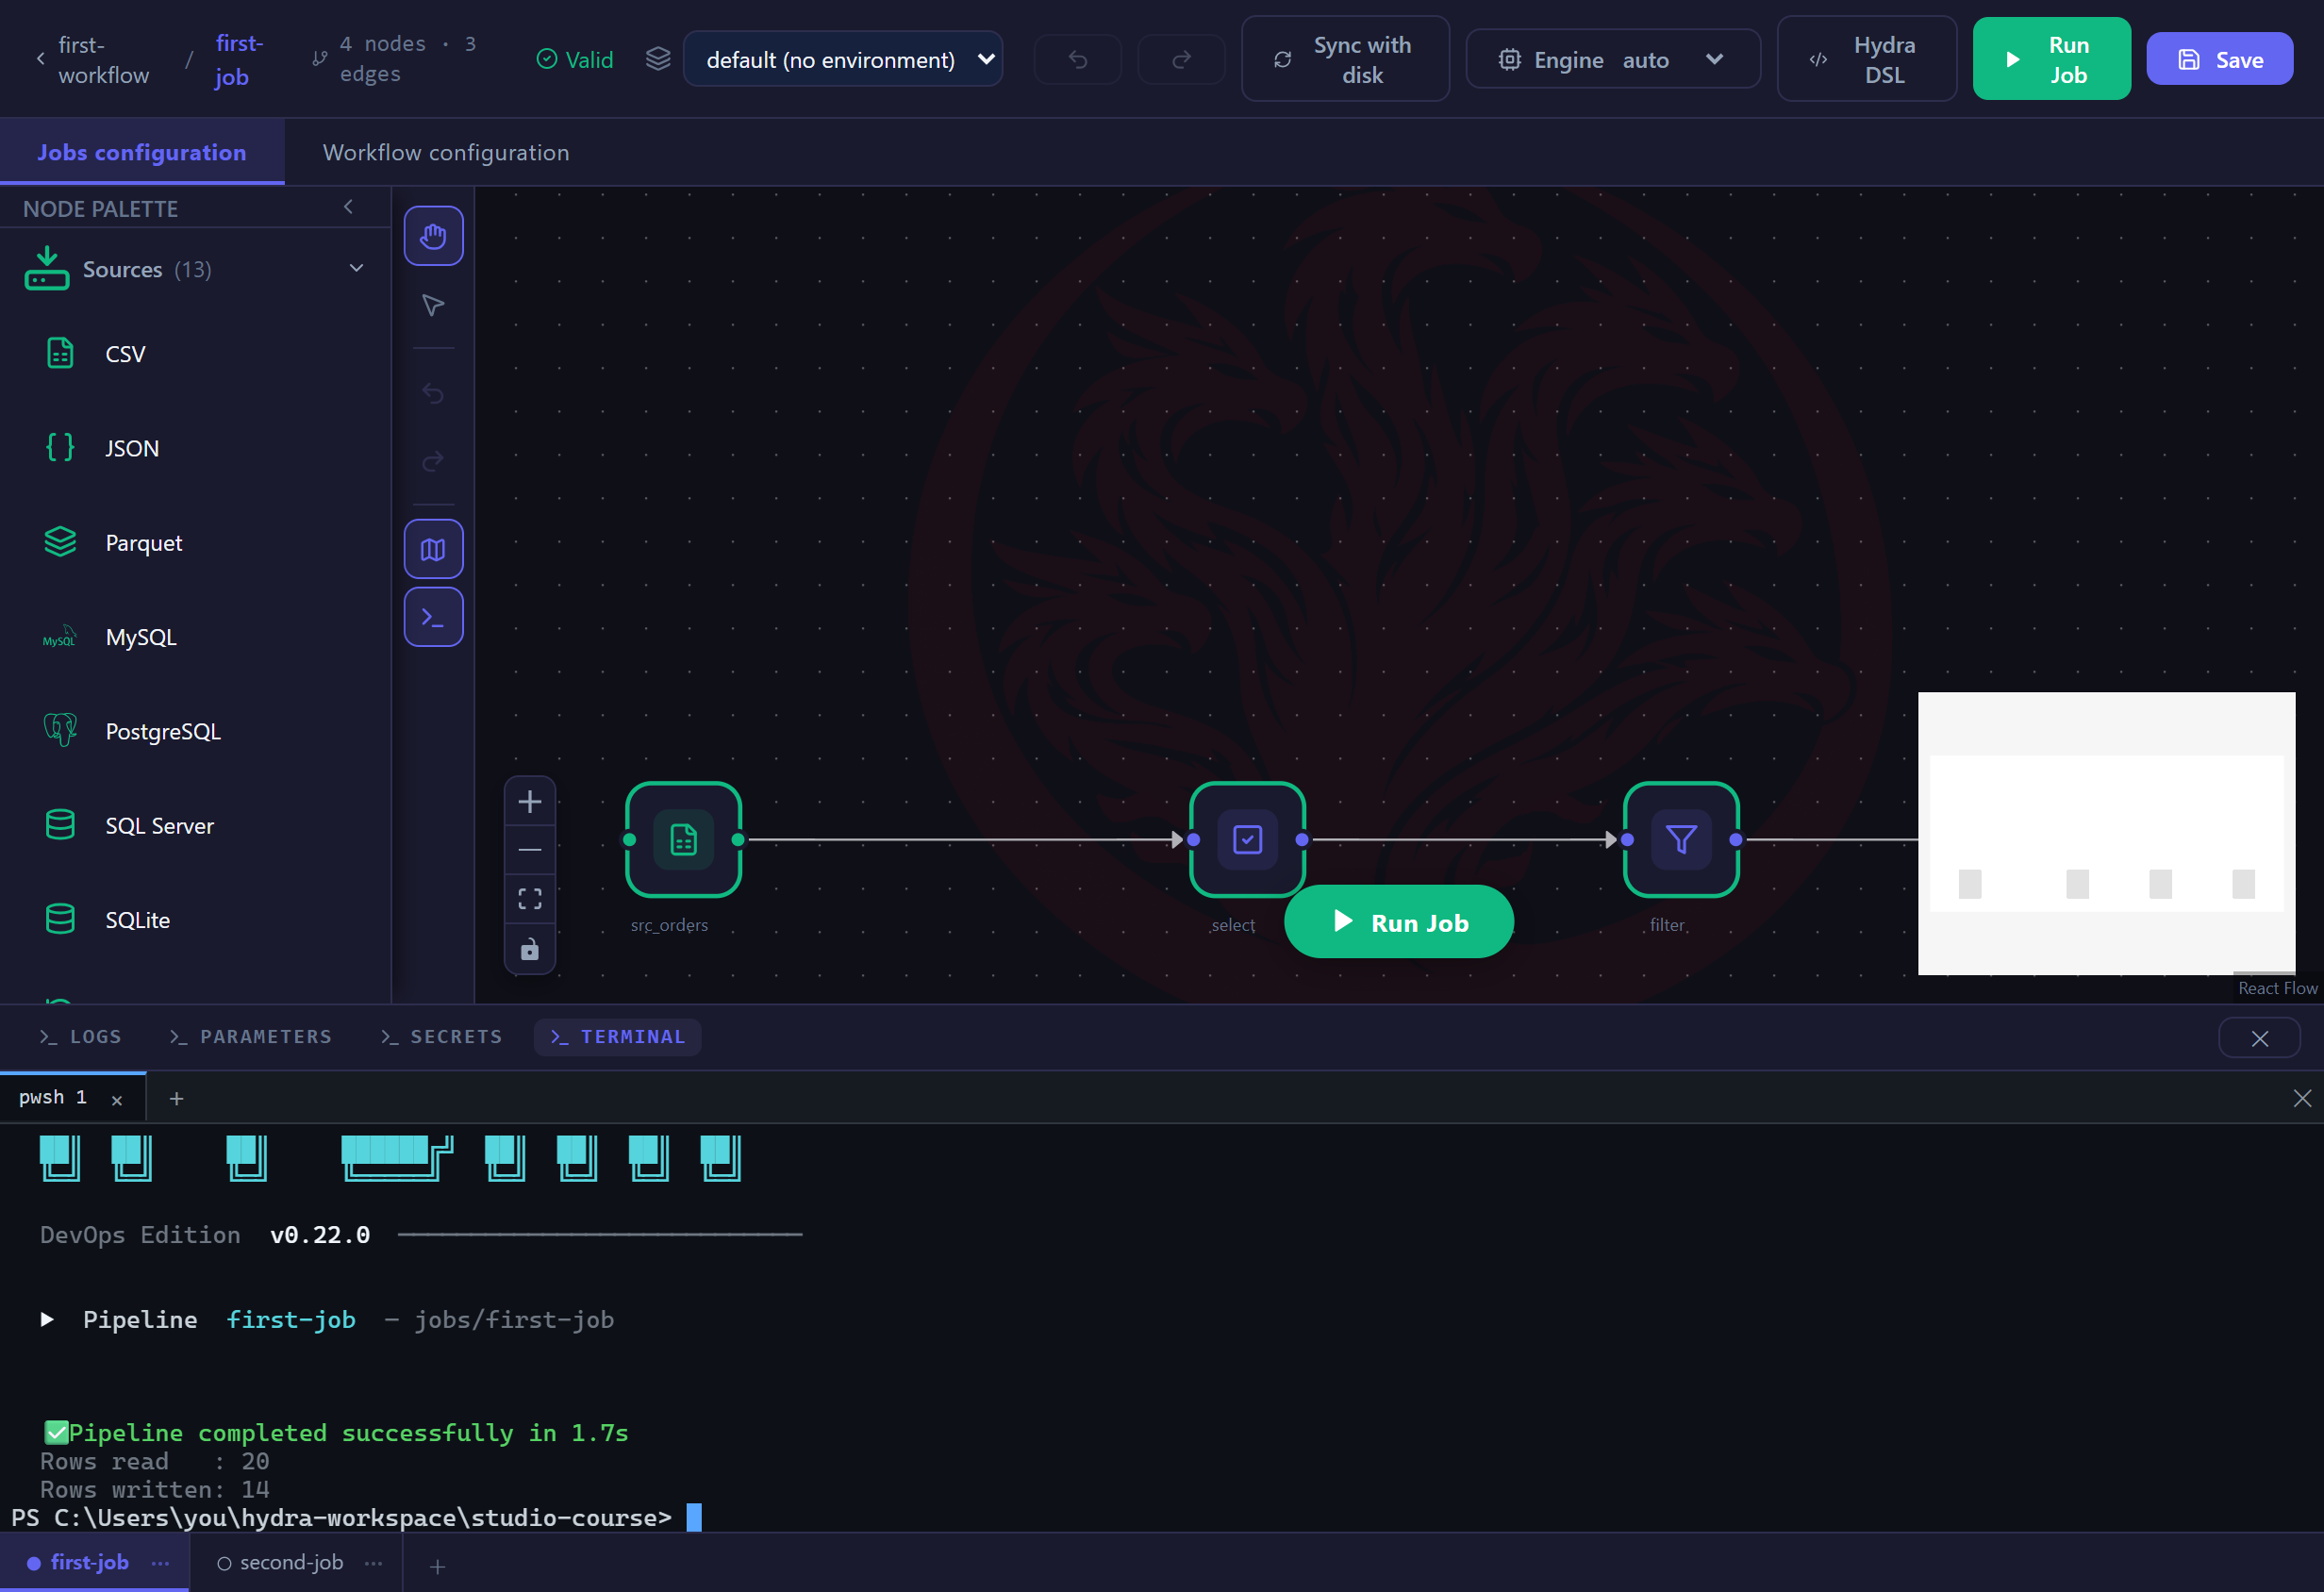 first-
workflow
/
first-
job
4 nodes · 3
edges
Valid
default (no environment)
Sync with
disk
Engine auto
Hydra
DSL
Run
Job
Save
Jobs configuration
Workflow configuration
NODE PALETTE
Sources (13)
CSV
JSON
Parquet
MySQL
MySQL
PostgreSQL
SQL Server
SQLite
src_orders
select
filter
Run Job
React Flow
LOGS
PARAMETERS
SECRETS
TERMINAL
pwsh 1 ×
+
DevOps Edition v0.22.0
Pipeline first-job — jobs/first-job
✅Pipeline completed successfully in 1.7s
Rows read   : 20
Rows written: 14
PS C:\Users\you\hydra-workspace\studio-course>
first-job ···
second-job ···
+